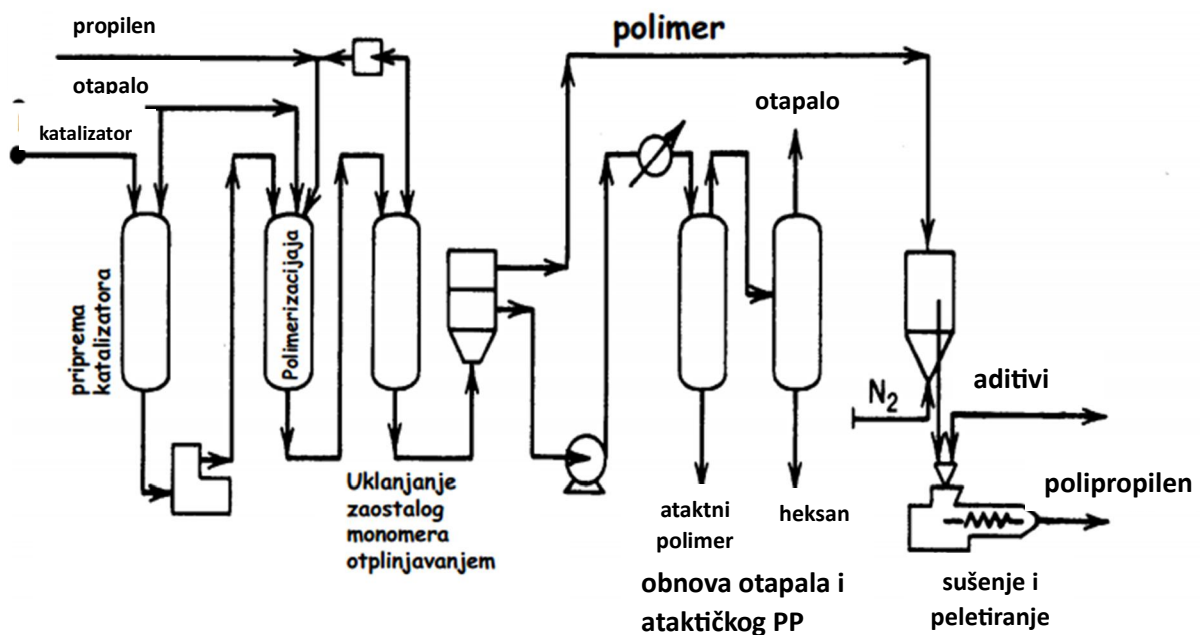 propilen
otapalo
katalizator
polimer
otapalo
priprema
katalizatora
Polimerizacijaja
Uklanjanje
zaostalog
monomera
otplinjavanjem
ataktni
polimer
heksan
obnova otapala i
ataktičkog PP
N2
aditivi
polipropilen
sušenje i
peletiranje